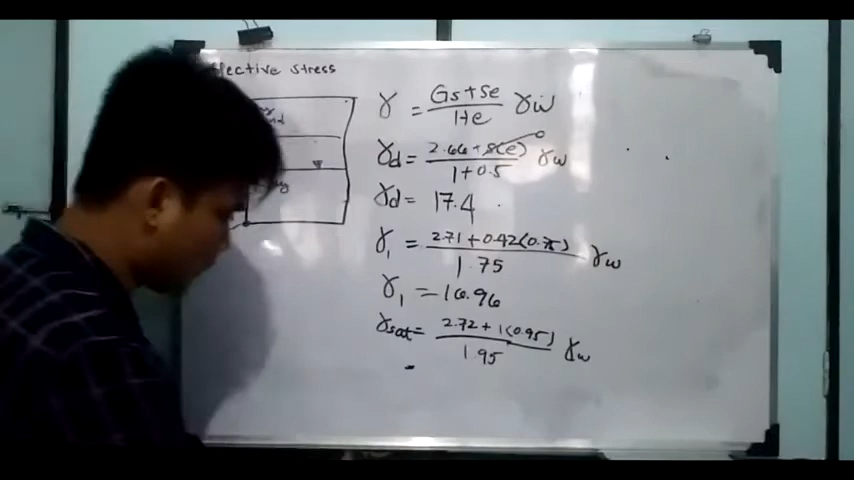 ffective stress
γ = Gs+Se / 1+e γw
γd = 2.66 + s(e) 0 / 1+0.5 γw
γd = 17.4
γ1 = 2.71 + 0.42(0.75) / 1.75 γw
γ1 = 16.96
γsat = 2.72 + 1(0.95) / 1.95 γw